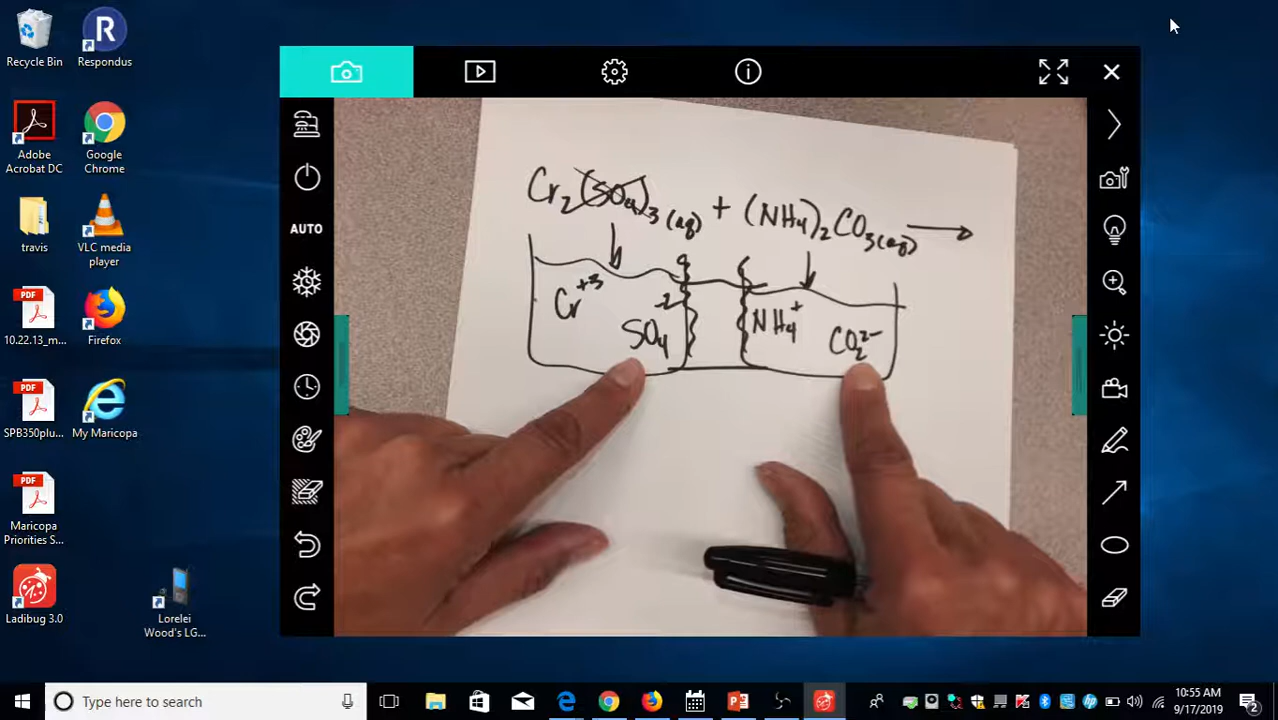 Recycle Bin
Respondus
Adobe Acrobat DC
Google Chrome
travis
VLC media player
10.22.13_m...
Firefox
SPB350plu...
My Maricopa
Maricopa Priorities S...
Ladibug 3.0
Lorelei Wood's LG...
AUTO
Cr₂(SO₄)₃(aq) + (NH₄)₂CO₃(aq) →
Cr⁺³
SO₄⁻²
NH₄⁺
CO₂²⁻
Type here to search
10:55 AM
9/17/2019
2